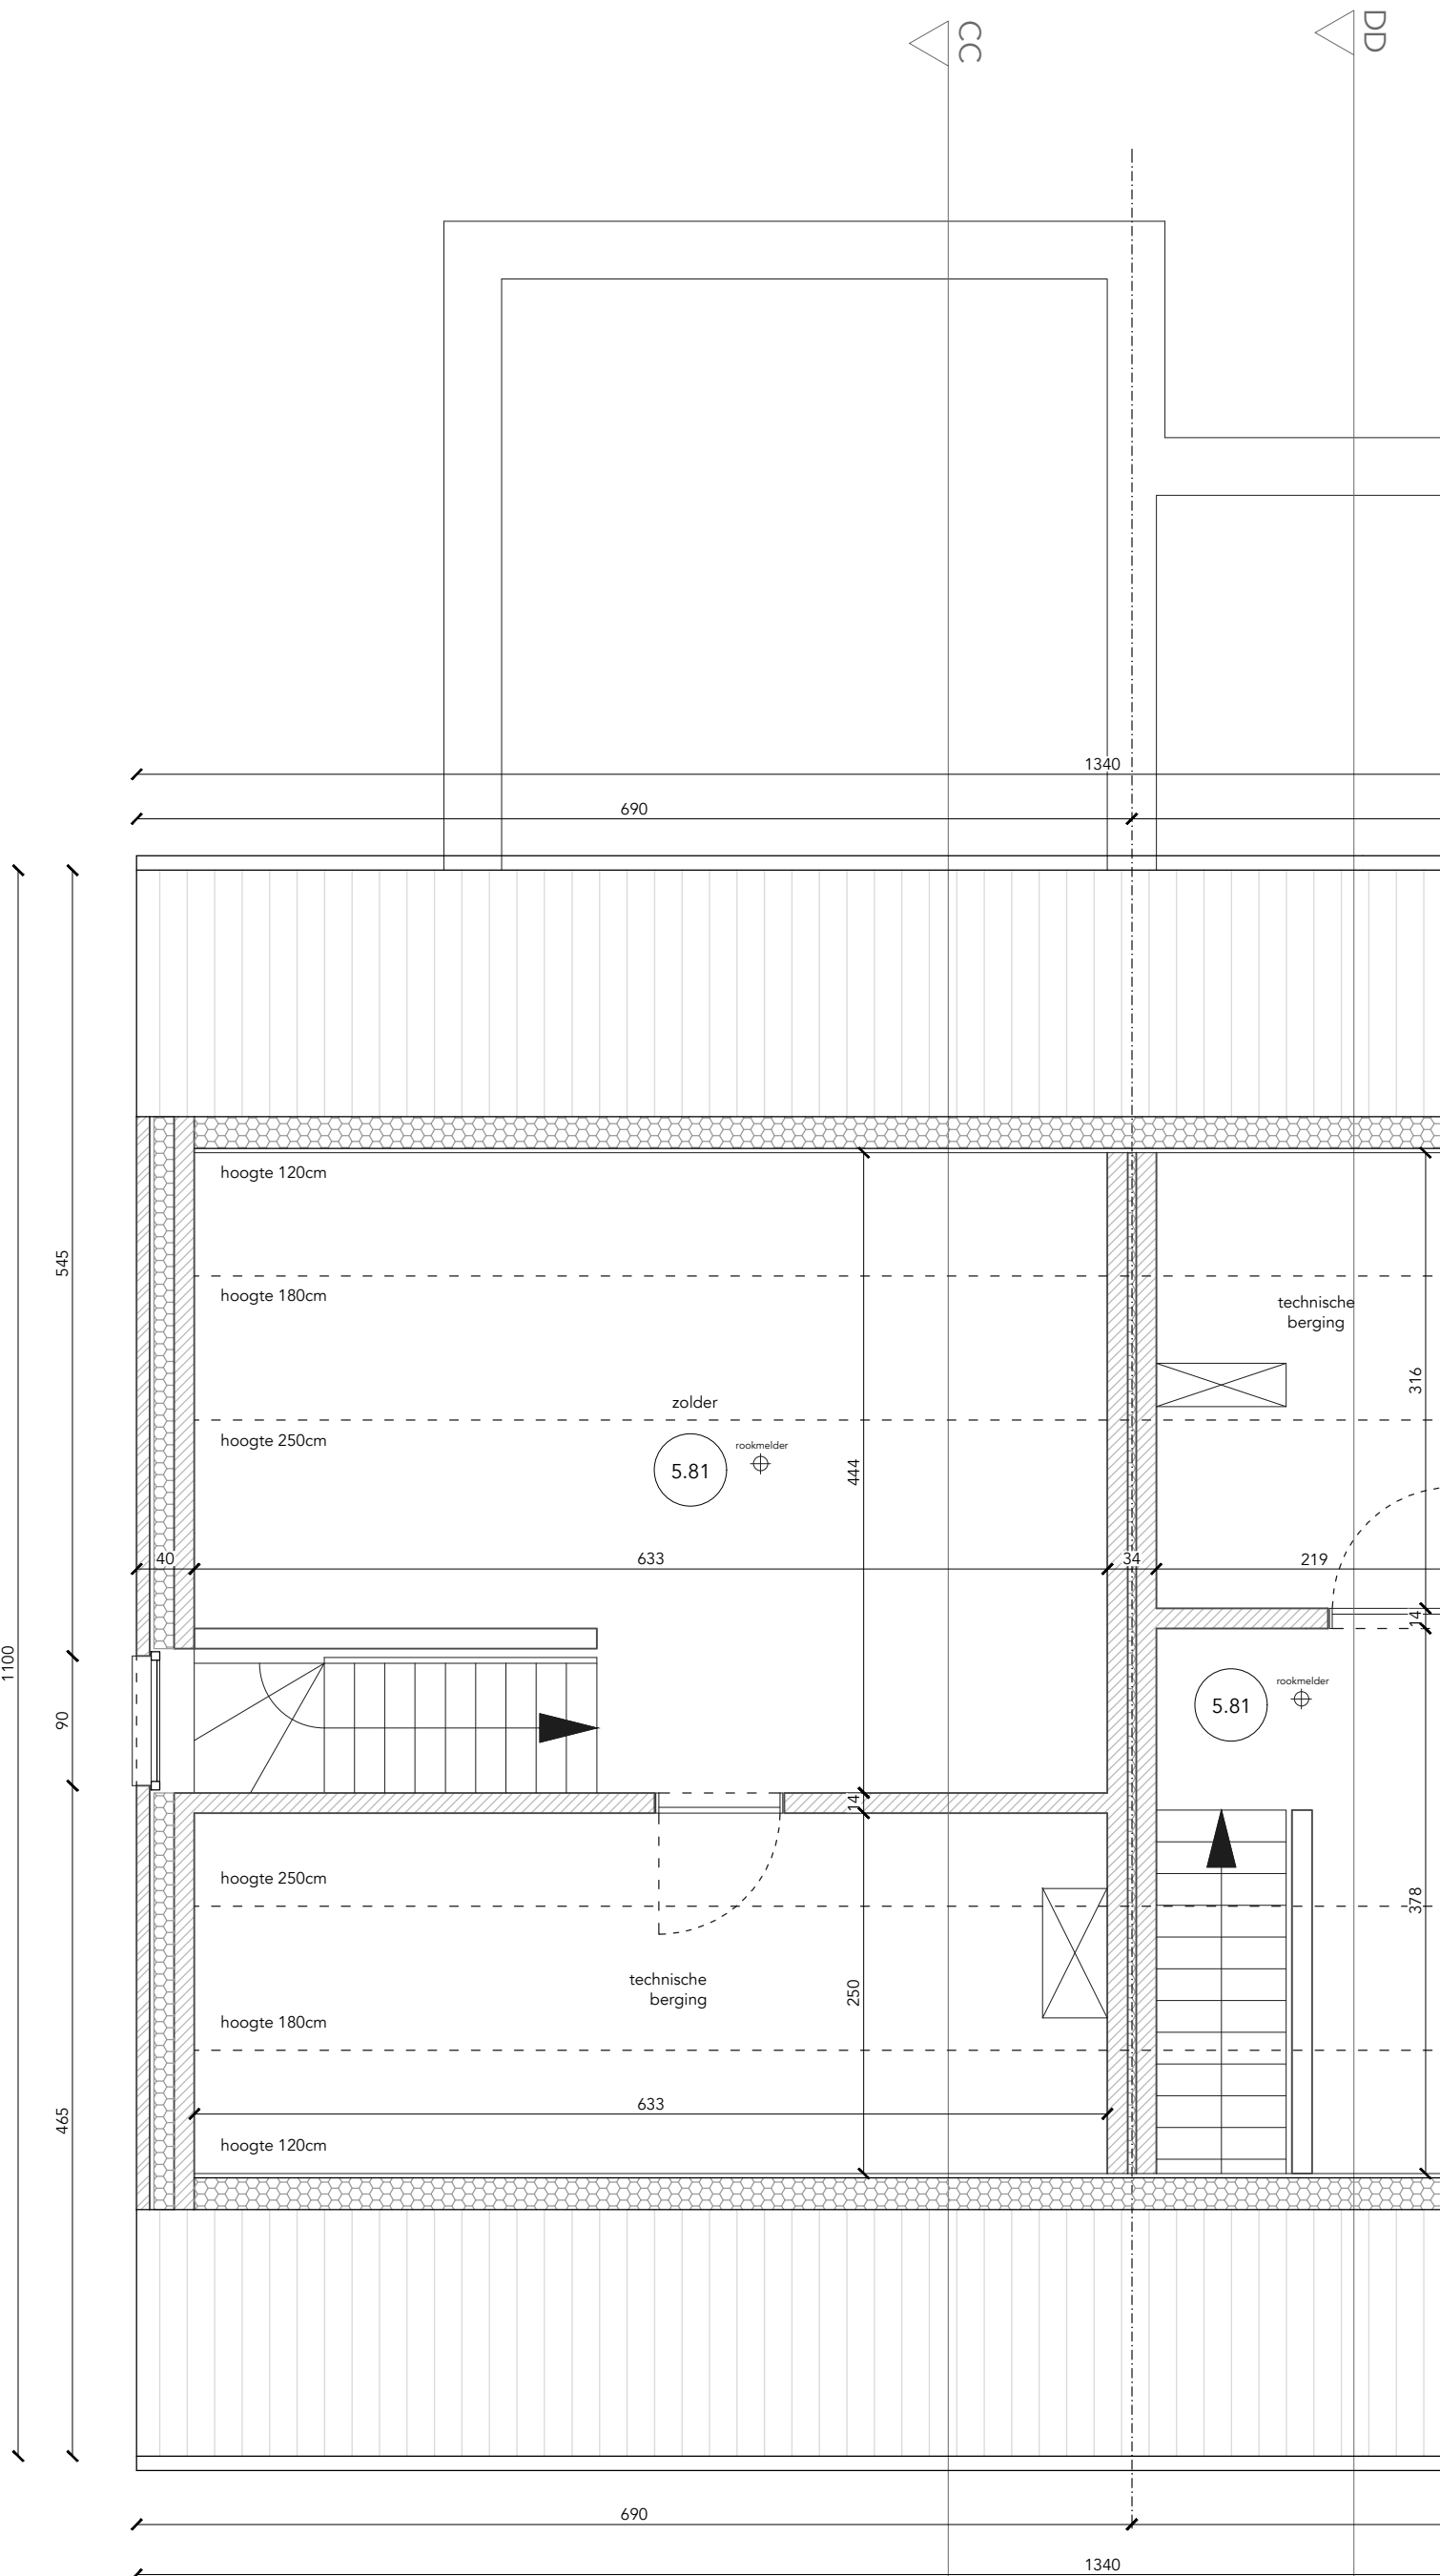 CC
DD
1340
690
hoogte 120cm
545
hoogte 180cm
technische
berging
316
zolder
hoogte 250cm
rookmelder
5.81
444
40
633
34
219
14
1100
rookmelder
5.81
90
14
hoogte 250cm
378
technische
berging
250
hoogte 180cm
633
465
hoogte 120cm
690
1340